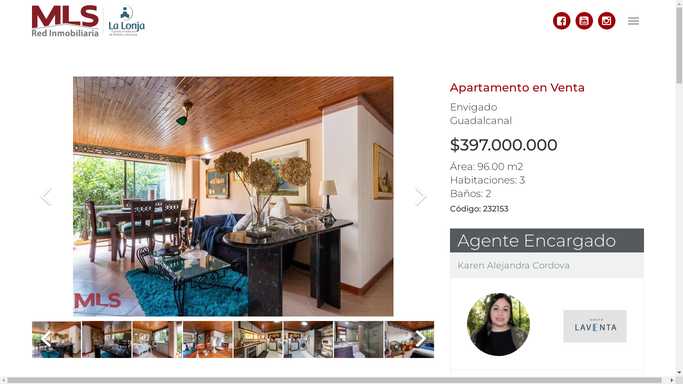 MLS
Red Inmobiliaria
La Lonja
Apartamento en Venta
Envigado
Guadalcanal
$397.000.000
Área: 96.00 m2
Habitaciones: 3
Baños: 2
Código: 232153
Agente Encargado
Karen Alejandra Cordova
MLS
LAVENTA